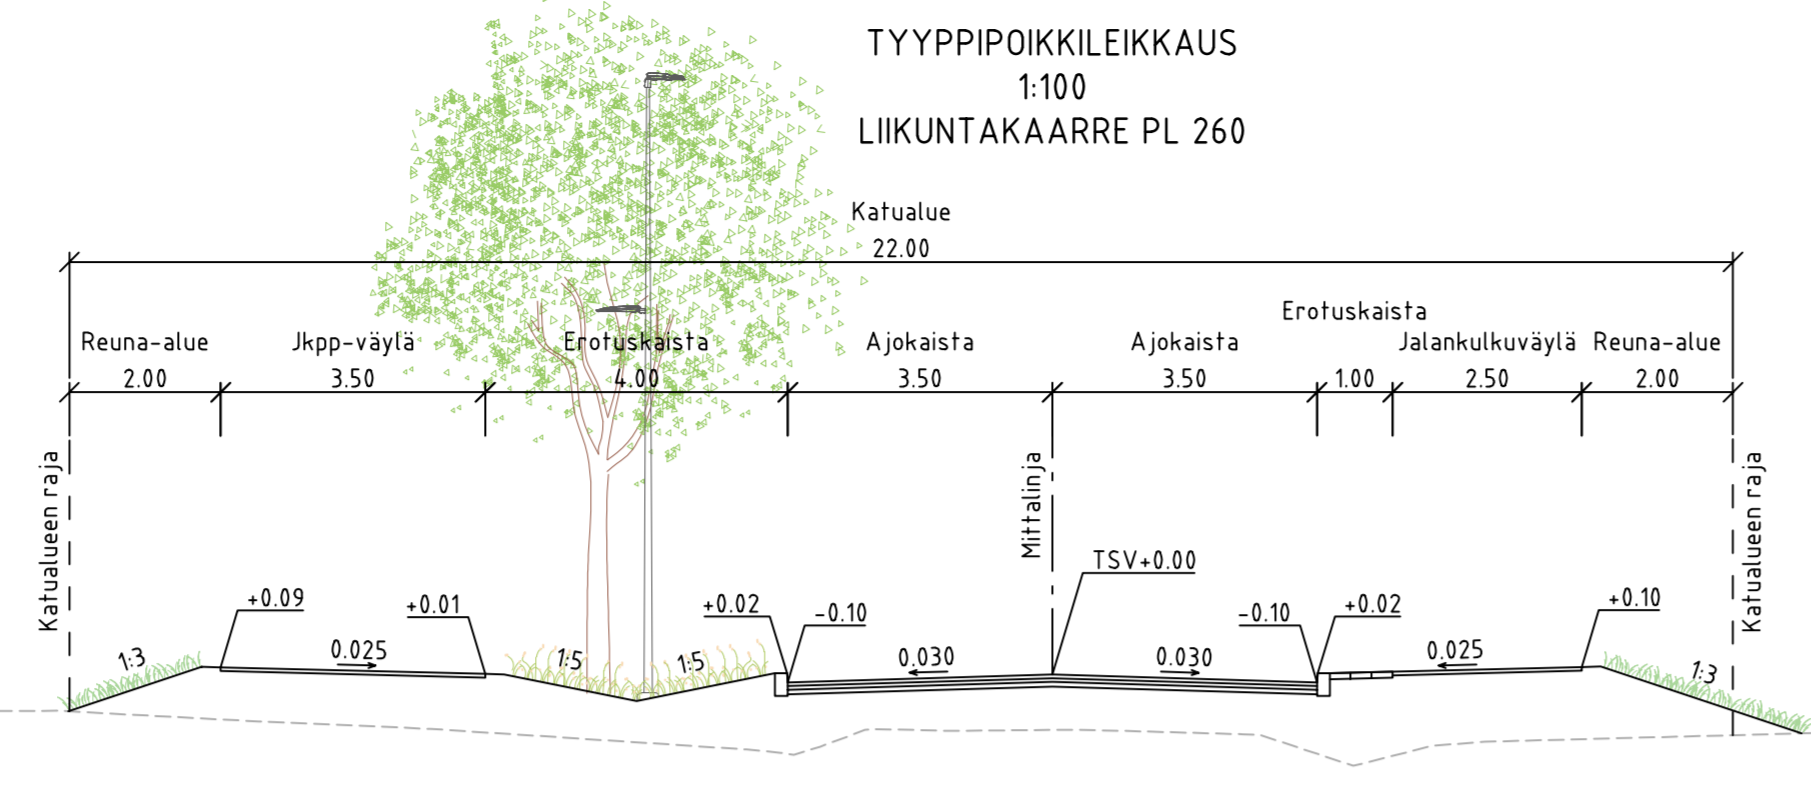 TYYPPIPOIKKILEIKKAUS
1:100
LIIKUNTAKAARRE PL 260
Katualue
22.00
Erotuskaista
Reuna-alue Jkpp-väylä Erotuskaista Ajokaista Ajokaista Jalankulkuväylä Reuna-alue
2.00 3.50 4.00 3.50 3.50 1.00 2.50 2.00
Katualueen raja
Mittalinja
Katualueen raja
TSV+0.00
+0.09 +0.01 +0.02 -0.10 -0.10 +0.02 +0.10
1:3 0.025 1:5 1:5 0.030 0.030 0.025 1:3